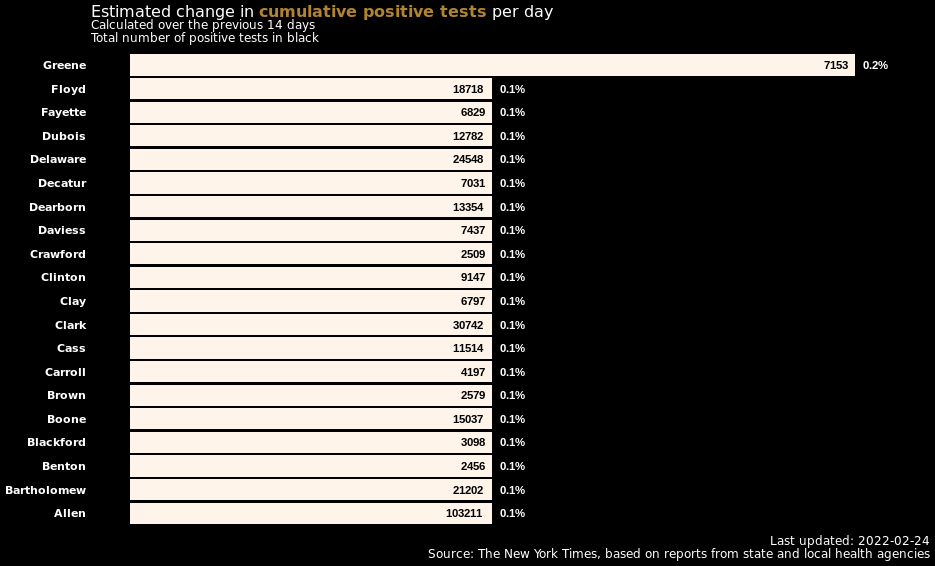 Estimated change in cumulative positive tests per day
Calculated over the previous 14 days
Total number of positive tests in black
Greene 7153 0.2%
Floyd 18718 0.1%
Fayette 6829 0.1%
Dubois 12782 0.1%
Delaware 24548 0.1%
Decatur 7031 0.1%
Dearborn 13354 0.1%
Daviess 7437 0.1%
Crawford 2509 0.1%
Clinton 9147 0.1%
Clay 6797 0.1%
Clark 30742 0.1%
Cass 11514 0.1%
Carroll 4197 0.1%
Brown 2579 0.1%
Boone 15037 0.1%
Blackford 3098 0.1%
Benton 2456 0.1%
Bartholomew 21202 0.1%
Allen 103211 0.1%
Last updated: 2022-02-24
Source: The New York Times, based on reports from state and local health agencies